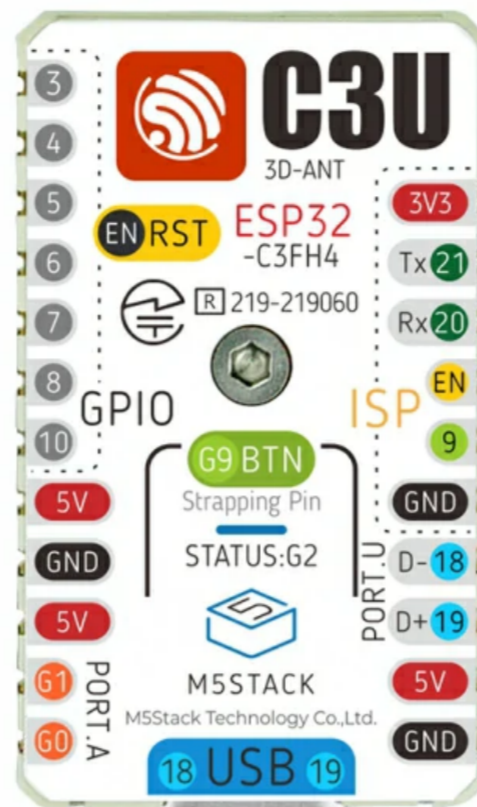 C3U
3D-ANT
ESP32
-C3FH4
EN RST
R 219-219060
3
4
5
6
7
8
10
GPIO
5V
GND
5V
G1
G0
PORT.A
3V3
Tx 21
Rx 20
EN
9
GND
ISP
D- 18
D+ 19
5V
GND
PORT.U
G9 BTN
Strapping Pin
STATUS:G2
5
M5STACK
M5Stack Technology Co.,Ltd.
18 USB 19